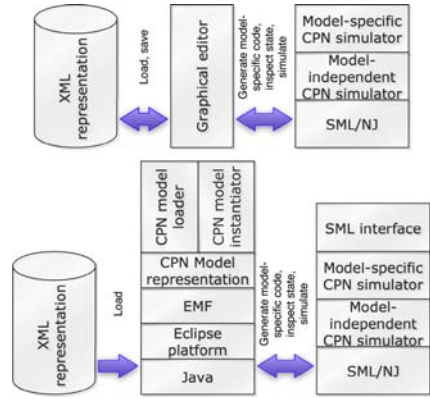 XML
representation
Load, save
Graphical editor
Generate model-
specific code,
inspect state,
simulate
Model-specific
CPN simulator
Model-
independent
CPN simulator
SML/NJ
XML
representation
Load
CPN model
loader
CPN model
instantiator
CPN Model
representation
EMF
Eclipse
platform
Java
Generate model-
specific code,
inspect state,
simulate
SML interface
Model-specific
CPN simulator
Model-
independent
CPN simulator
SML/NJ